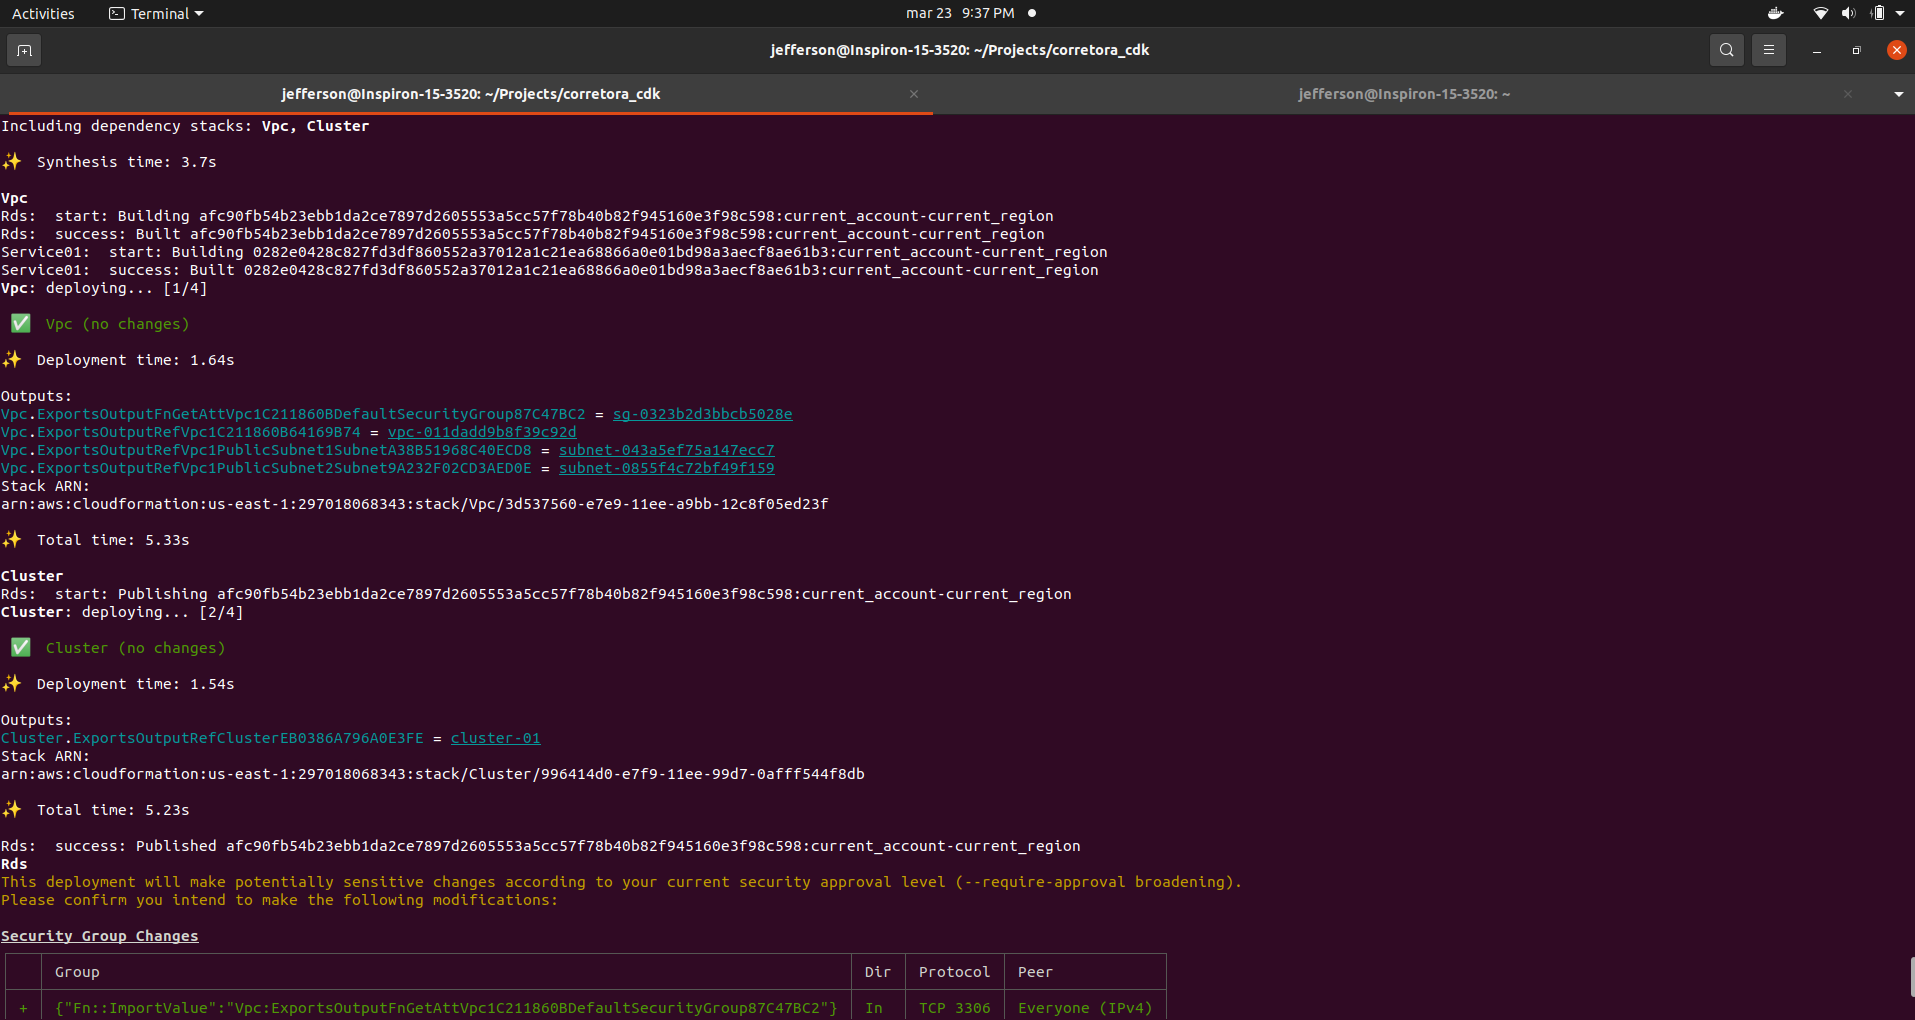 Activities Terminal mar 23 9:37 PM
jefferson@Inspiron-15-3520: ~/Projects/corretora_cdk
jefferson@Inspiron-15-3520: ~/Projects/corretora_cdk jefferson@Inspiron-15-3520: ~
Including dependency stacks: Vpc, Cluster
✨ Synthesis time: 3.7s
Vpc
Rds: start: Building afc90fb54b23ebb1da2ce7897d2605553a5cc57f78b40b82f945160e3f98c598:current_account-current_region
Rds: success: Built afc90fb54b23ebb1da2ce7897d2605553a5cc57f78b40b82f945160e3f98c598:current_account-current_region
Service01: start: Building 0282e0428c827fd3df860552a37012a1c21ea68866a0e01bd98a3aecf8ae61b3:current_account-current_region
Service01: success: Built 0282e0428c827fd3df860552a37012a1c21ea68866a0e01bd98a3aecf8ae61b3:current_account-current_region
Vpc: deploying... [1/4]
✅ Vpc (no changes)
✨ Deployment time: 1.64s
Outputs:
Vpc.ExportsOutputFnGetAttVpc1C211860BDefaultSecurityGroup87C47BC2 = sg-0323b2d3bbcb5028e
Vpc.ExportsOutputRefVpc1C211860B64169B74 = vpc-011dadd9b8f39c92d
Vpc.ExportsOutputRefVpc1PublicSubnet1SubnetA38B51968C40ECD8 = subnet-043a5ef75a147ecc7
Vpc.ExportsOutputRefVpc1PublicSubnet2Subnet9A232F02CD3AED0E = subnet-0855f4c72bf49f159
Stack ARN:
arn:aws:cloudformation:us-east-1:297018068343:stack/Vpc/3d537560-e7e9-11ee-a9bb-12c8f05ed23f
✨ Total time: 5.33s
Cluster
Rds: start: Publishing afc90fb54b23ebb1da2ce7897d2605553a5cc57f78b40b82f945160e3f98c598:current_account-current_region
Cluster: deploying... [2/4]
✅ Cluster (no changes)
✨ Deployment time: 1.54s
Outputs:
Cluster.ExportsOutputRefClusterEB0386A796A0E3FE = cluster-01
Stack ARN:
arn:aws:cloudformation:us-east-1:297018068343:stack/Cluster/996414d0-e7f9-11ee-99d7-0afff544f8db
✨ Total time: 5.23s
Rds: success: Published afc90fb54b23ebb1da2ce7897d2605553a5cc57f78b40b82f945160e3f98c598:current_account-current_region
Rds
This deployment will make potentially sensitive changes according to your current security approval level (--require-approval broadening).
Please confirm you intend to make the following modifications:
Security Group Changes
Group Dir Protocol Peer
+ {"Fn::ImportValue":"Vpc:ExportsOutputFnGetAttVpc1C211860BDefaultSecurityGroup87C47BC2"} In TCP 3306 Everyone (IPv4)